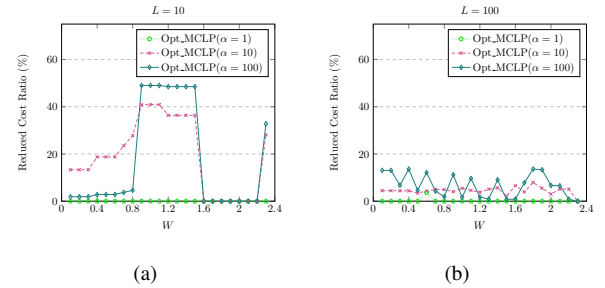 L = 10
Reduced Cost Ratio (%)
60
40
20
0
Opt_MCLP(α = 1)
Opt_MCLP(α = 10)
Opt_MCLP(α = 100)
0 0.4 0.8 1.2 1.6 2 2.4
W
(a)
L = 100
Reduced Cost Ratio (%)
60
40
20
0
Opt_MCLP(α = 1)
Opt_MCLP(α = 10)
Opt_MCLP(α = 100)
0 0.4 0.8 1.2 1.6 2 2.4
W
(b)